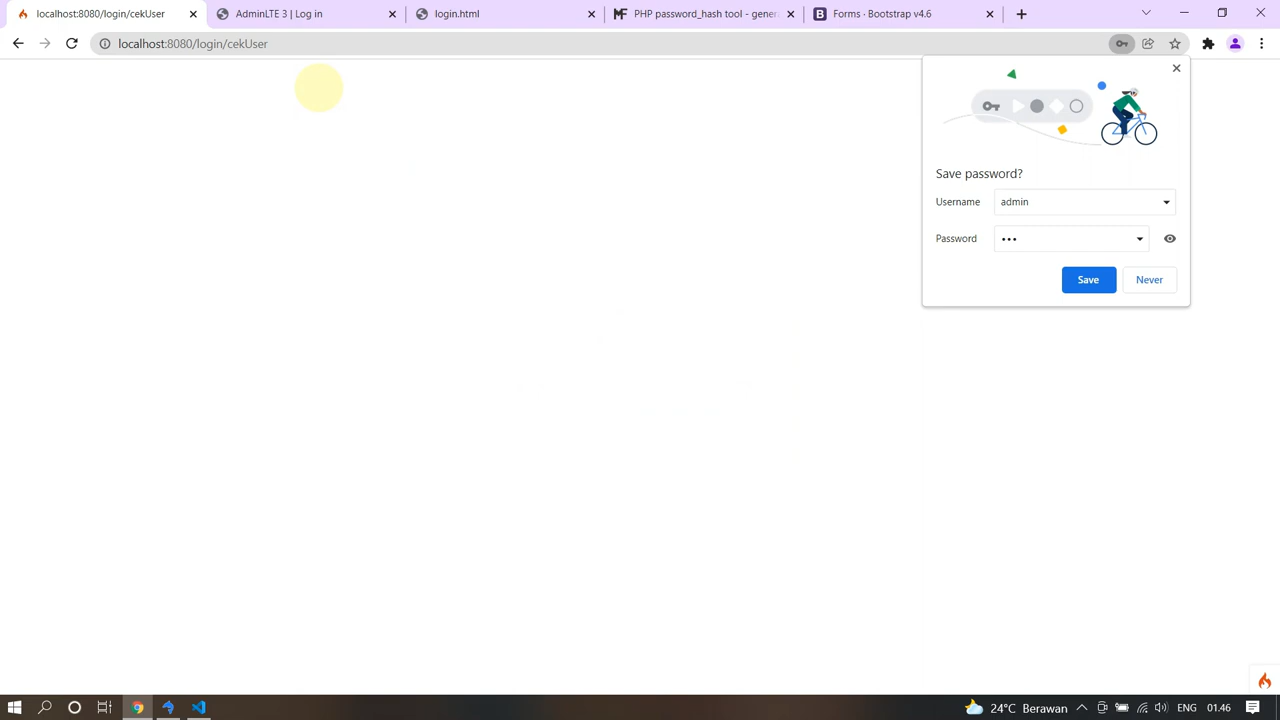 localhost:8080/login/cekUser
AdminLTE 3 | Log in
login.html
PHP password_hash tool - gener
Forms · Bootstrap v4.6
localhost:8080/login/cekUser
Save password?
Username
admin
Password
•••
Save
Never
24°C Berawan
ENG
01.46